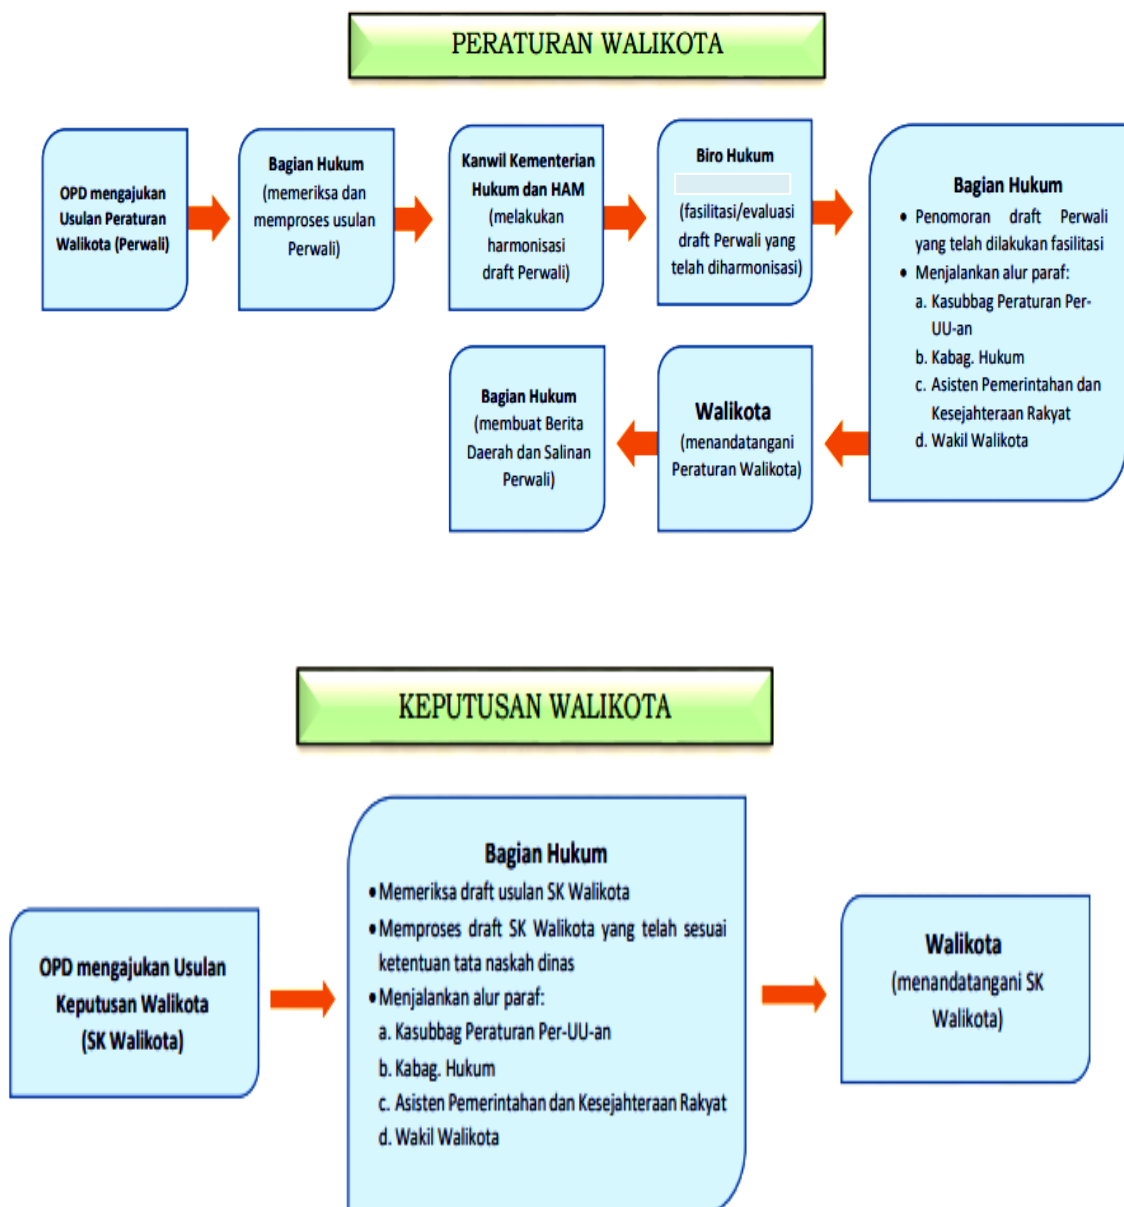 PERATURAN WALIKOTA
OPD mengajukan
Usulan Peraturan
Walikota (Perwali)
Bagian Hukum
(memeriksa dan
memproses usulan
Perwali)
Kanwil Kementerian
Hukum dan HAM
(melakukan
harmonisasi
draft Perwali)
Biro Hukum
(fasilitasi/evaluasi
draft Perwali yang
telah diharmonisasi)
Bagian Hukum
• Penomoran draft Perwali
yang telah dilakukan fasilitasi
• Menjalankan alur paraf:
a. Kasubbag Peraturan Per-
UU-an
b. Kabag. Hukum
c. Asisten Pemerintahan dan
Kesejahteraan Rakyat
d. Wakil Walikota
Walikota
(menandatangani
Peraturan Walikota)
Bagian Hukum
(membuat Berita
Daerah dan Salinan
Perwali)
KEPUTUSAN WALIKOTA
OPD mengajukan Usulan
Keputusan Walikota
(SK Walikota)
Bagian Hukum
• Memeriksa draft usulan SK Walikota
• Memproses draft SK Walikota yang telah sesuai
ketentuan tata naskah dinas
• Menjalankan alur paraf:
a. Kasubbag Peraturan Per-UU-an
b. Kabag. Hukum
c. Asisten Pemerintahan dan Kesejahteraan Rakyat
d. Wakil Walikota
Walikota
(menandatangani SK
Walikota)